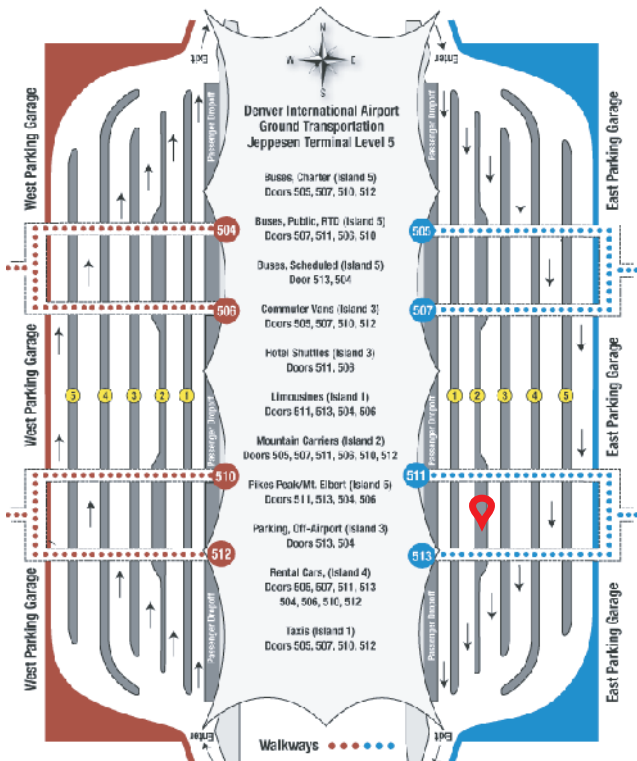 N
W E
S
Exit
Enter
Denver International Airport
Ground Transportation
Jeppesen Terminal Level 5
Buses, Charter (Island 5)
Doors 505, 507, 510, 512
Buses, Public, RTD (Island 5)
Doors 507, 511, 506, 510
Buses, Scheduled (Island 5)
Door 513, 504
Commuter Vans (Island 3)
Doors 505, 507, 510, 512
Hotel Shuttles (Island 3)
Doors 511, 506
Limousines (Island 1)
Doors 511, 513, 504, 506
Mountain Carriers (Island 2)
Doors 505, 507, 511, 506, 510, 512
Pikes Peak/Mt. Elbert (Island 5)
Doors 511, 513, 504, 506
Parking, Off-Airport (Island 3)
Doors 513, 504
Rental Cars, (Island 4)
Doors 505, 507, 511, 513
504, 506, 510, 512
Taxis (Island 1)
Doors 505, 507, 510, 512
Walkways
West Parking Garage
West Parking Garage
West Parking Garage
Passenger Dropoff
Passenger Dropoff
Passenger Dropoff
504
506
5 4 3 2 1
510
512
Enter
East Parking Garage
East Parking Garage
East Parking Garage
Passenger Dropoff
Passenger Dropoff
Passenger Dropoff
505
507
1 2 3 4 5
511
513
Exit